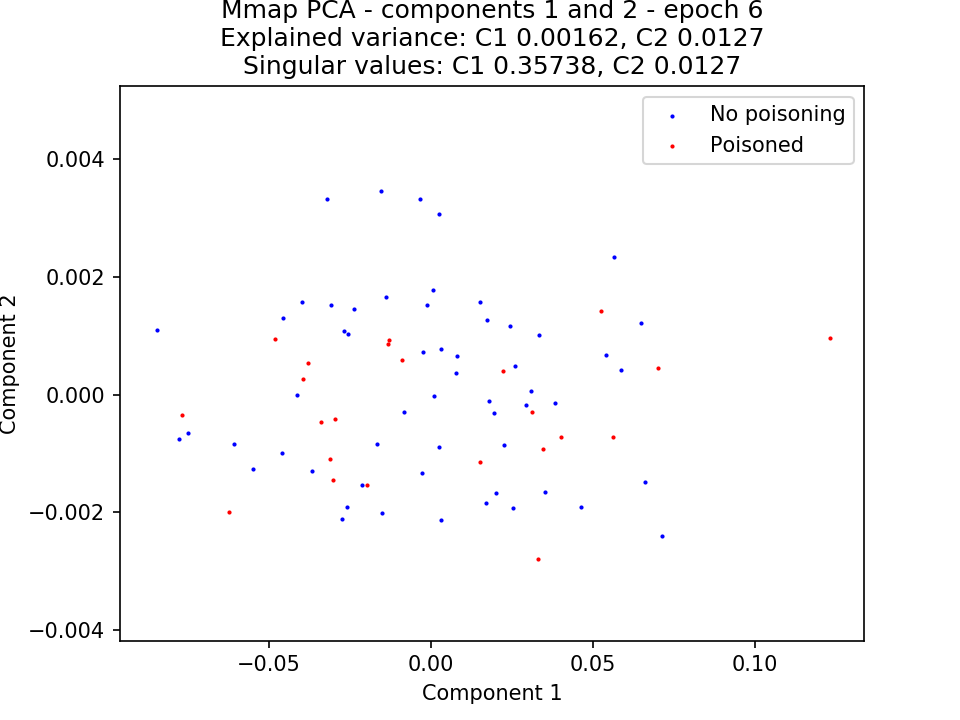 Mmap PCA - components 1 and 2 - epoch 6
Explained variance: C1 0.00162, C2 0.0127
Singular values: C1 0.35738, C2 0.0127
No poisoning
Poisoned
0.004
0.002
0.000
−0.002
−0.004
Component 2
−0.05
0.00
0.05
0.10
Component 1